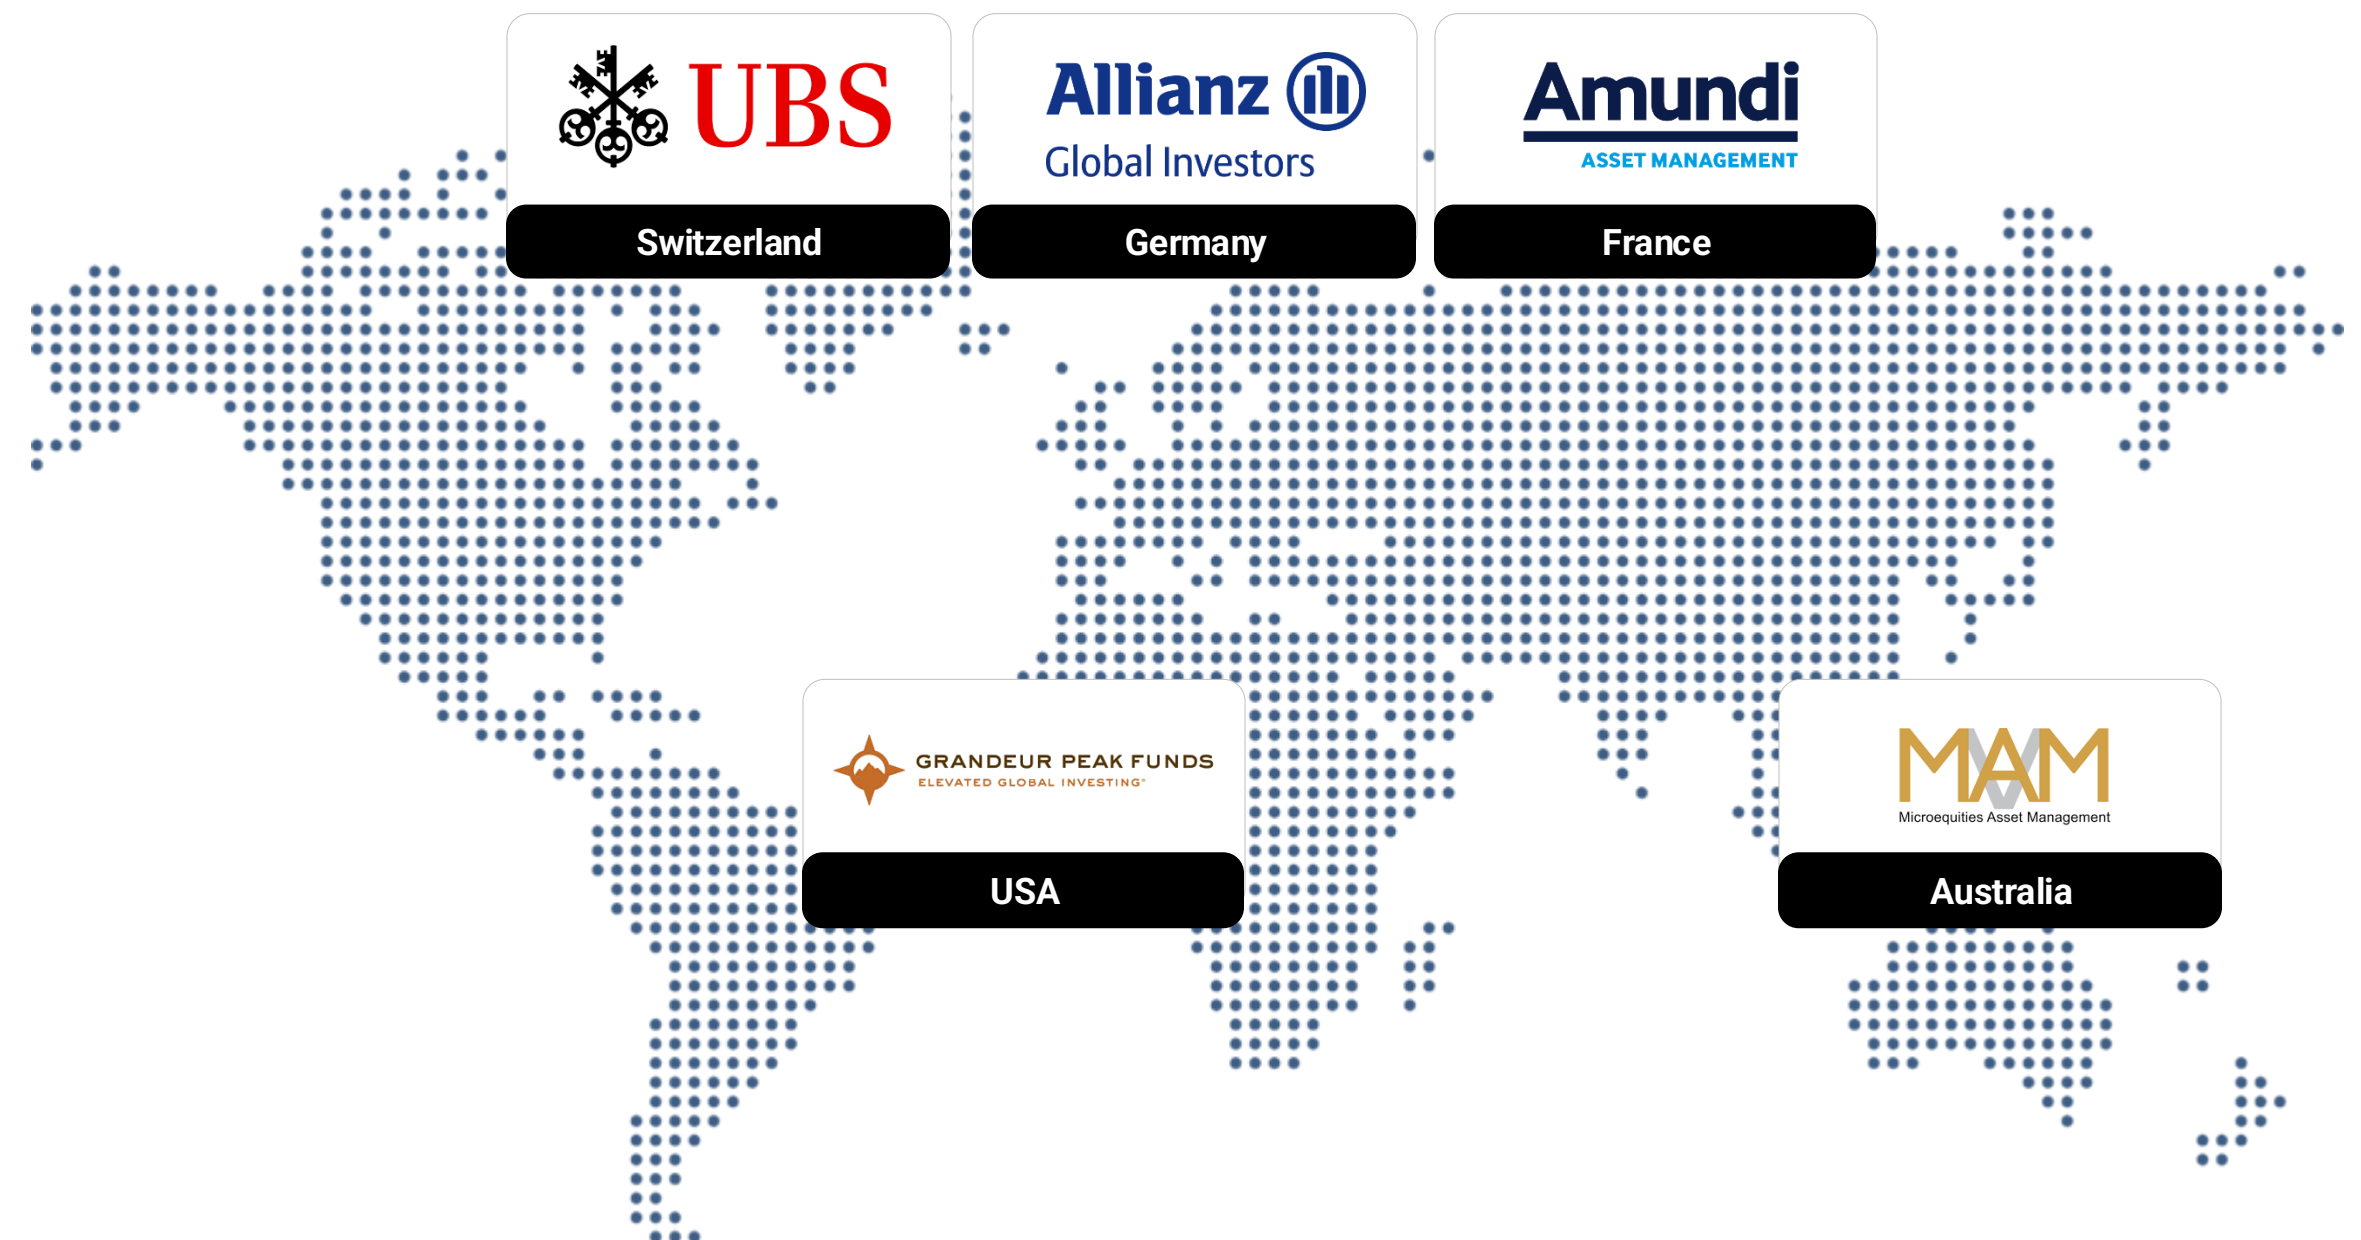 UBS
Switzerland
Allianz
Global Investors
Germany
Amundi
ASSET MANAGEMENT
France
GRANDEUR PEAK FUNDS
ELEVATED GLOBAL INVESTING®
USA
MAM
Microequities Asset Management
Australia